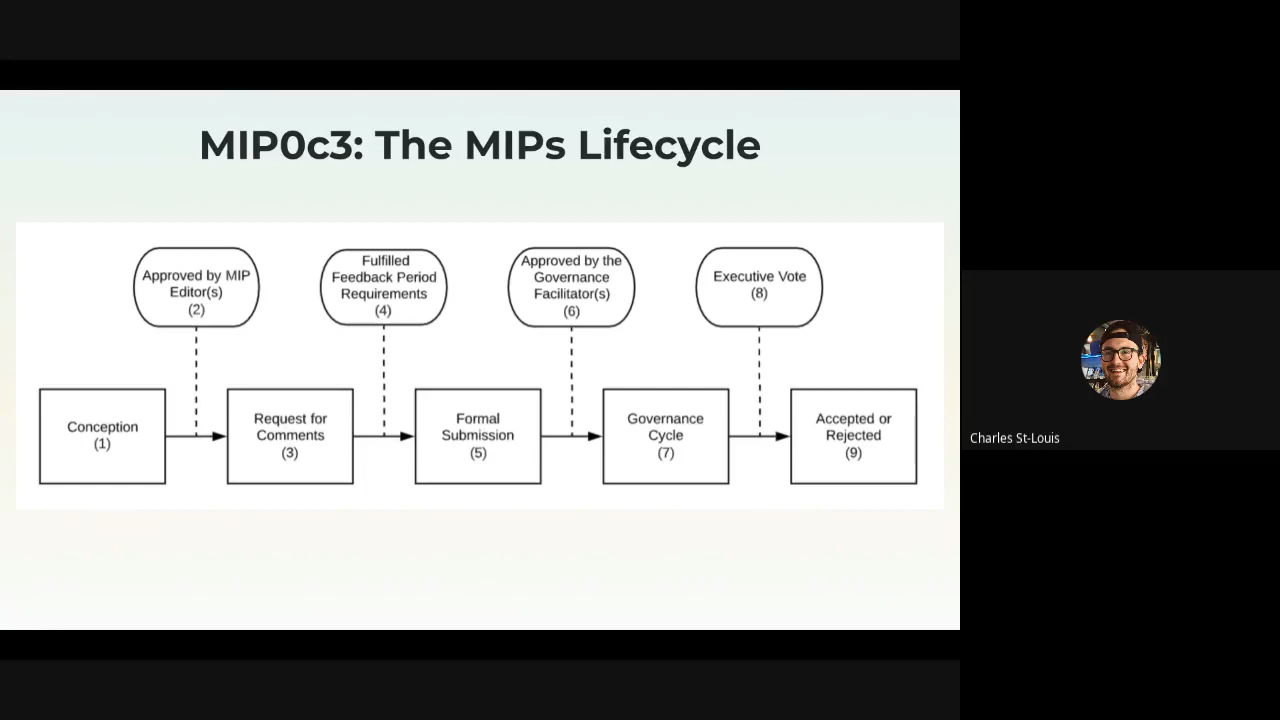 MIP0c3: The MIPs Lifecycle
Approved by MIP
Editor(s)
(2)
Fulfilled
Feedback Period
Requirements
(4)
Approved by the
Governance
Facilitator(s)
(6)
Executive Vote
(8)
Conception
(1)
Request for
Comments
(3)
Formal
Submission
(5)
Governance
Cycle
(7)
Accepted or
Rejected
(9)
Charles St-Louis